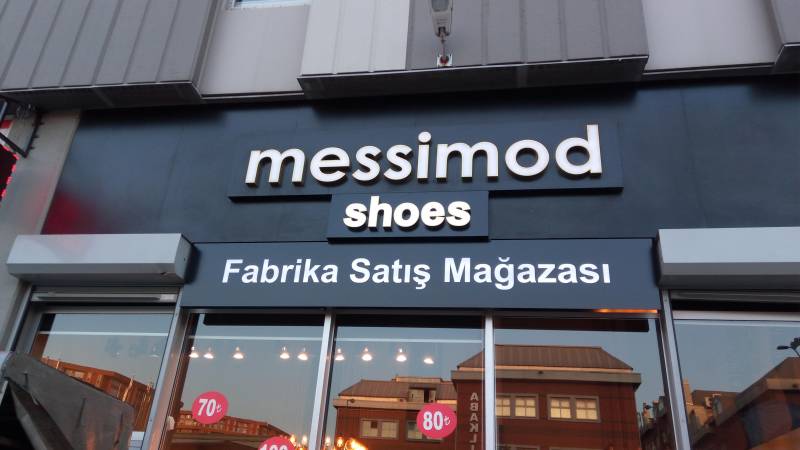 messimod
shoes
Fabrika Satış Mağazası
70₺
80₺